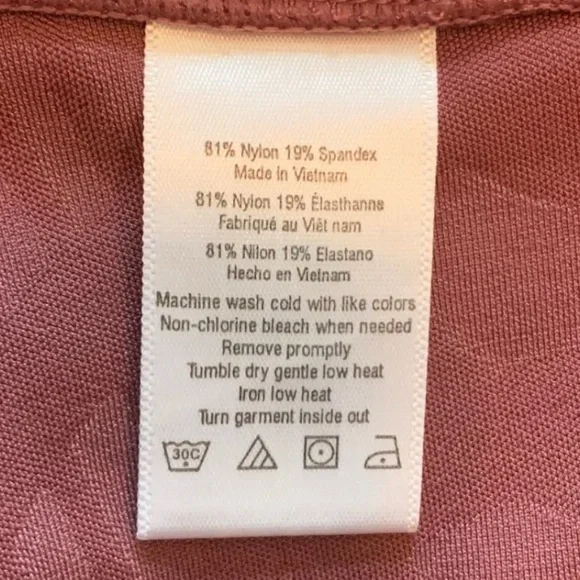 81% Nylon 19% Spandex
Made in Vietnam
81% Nylon 19% Élasthanne
Fabriqué au Viêt nam
81% Nilon 19% Elastano
Hecho en Vietnam
Machine wash cold with like colors
Non-chlorine bleach when needed
Remove promptly
Tumble dry gentle low heat
Iron low heat
Turn garment inside out
30C